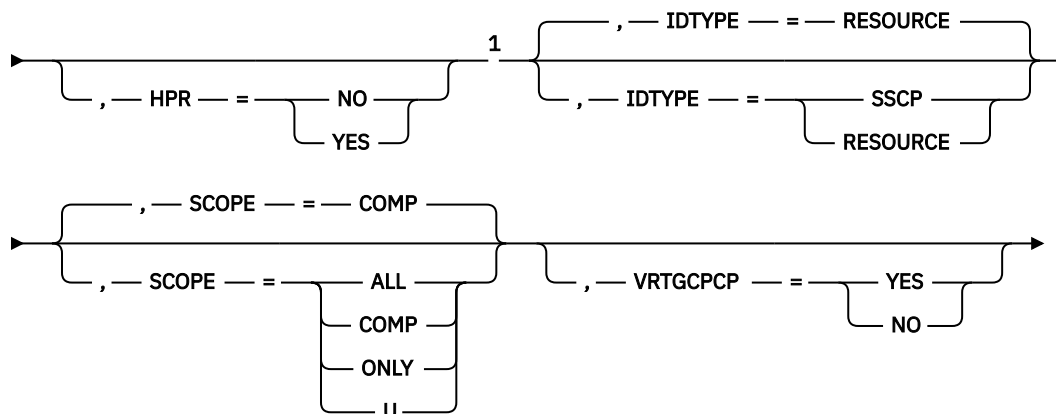 , IDTYPE = RESOURCE
1
, HPR = NO
YES
, IDTYPE = SSCP
RESOURCE
, SCOPE = COMP
, SCOPE = ALL
COMP
ONLY
, VRTGCPCP = YES
NO